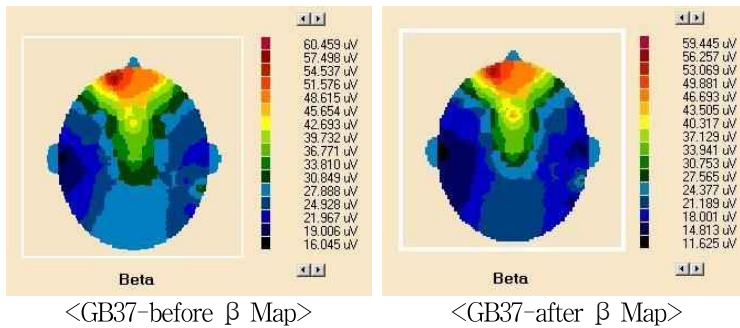 60.459 uV
57.498 uV
54.537 uV
51.576 uV
48.615 uV
45.654 uV
42.693 uV
39.732 uV
36.771 uV
33.810 uV
30.849 uV
27.888 uV
24.928 uV
21.967 uV
19.006 uV
16.045 uV
Beta
<GB37-before β Map>
59.445 uV
56.257 uV
53.069 uV
49.881 uV
46.693 uV
43.505 uV
40.317 uV
37.129 uV
33.941 uV
30.753 uV
27.565 uV
24.377 uV
21.189 uV
18.001 uV
14.813 uV
11.625 uV
Beta
<GB37-after β Map>